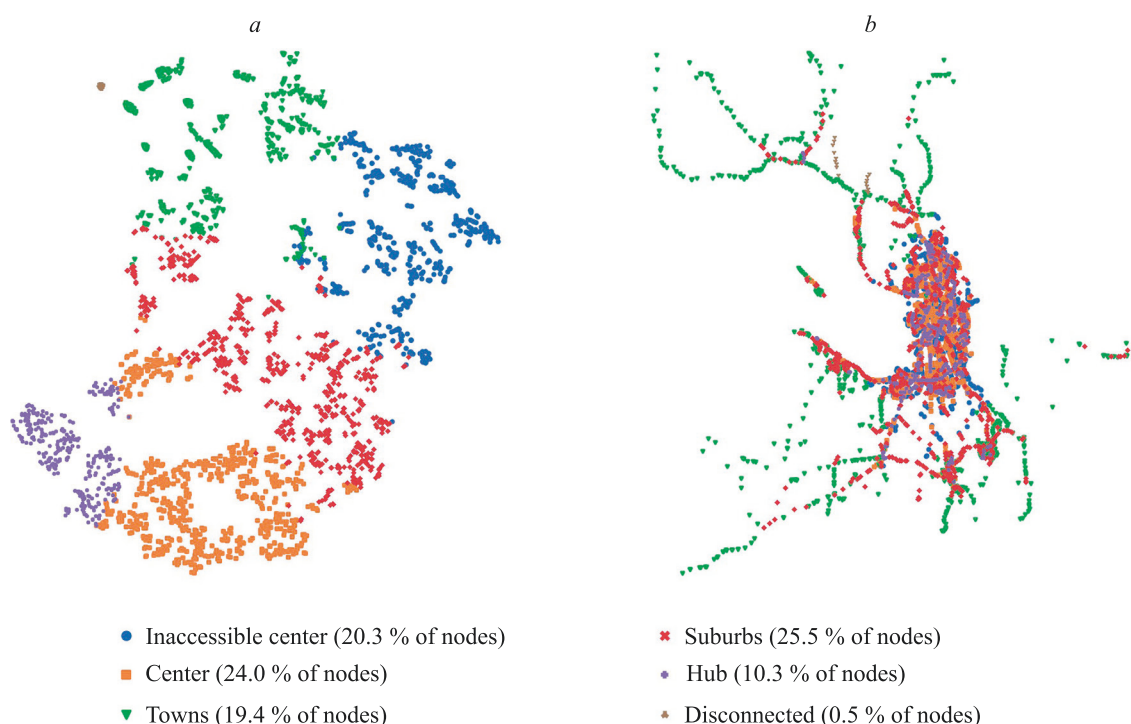 a
b
Inaccessible center (20.3 % of nodes)
Suburbs (25.5 % of nodes)
Center (24.0 % of nodes)
Hub (10.3 % of nodes)
Towns (19.4 % of nodes)
Disconnected (0.5 % of nodes)